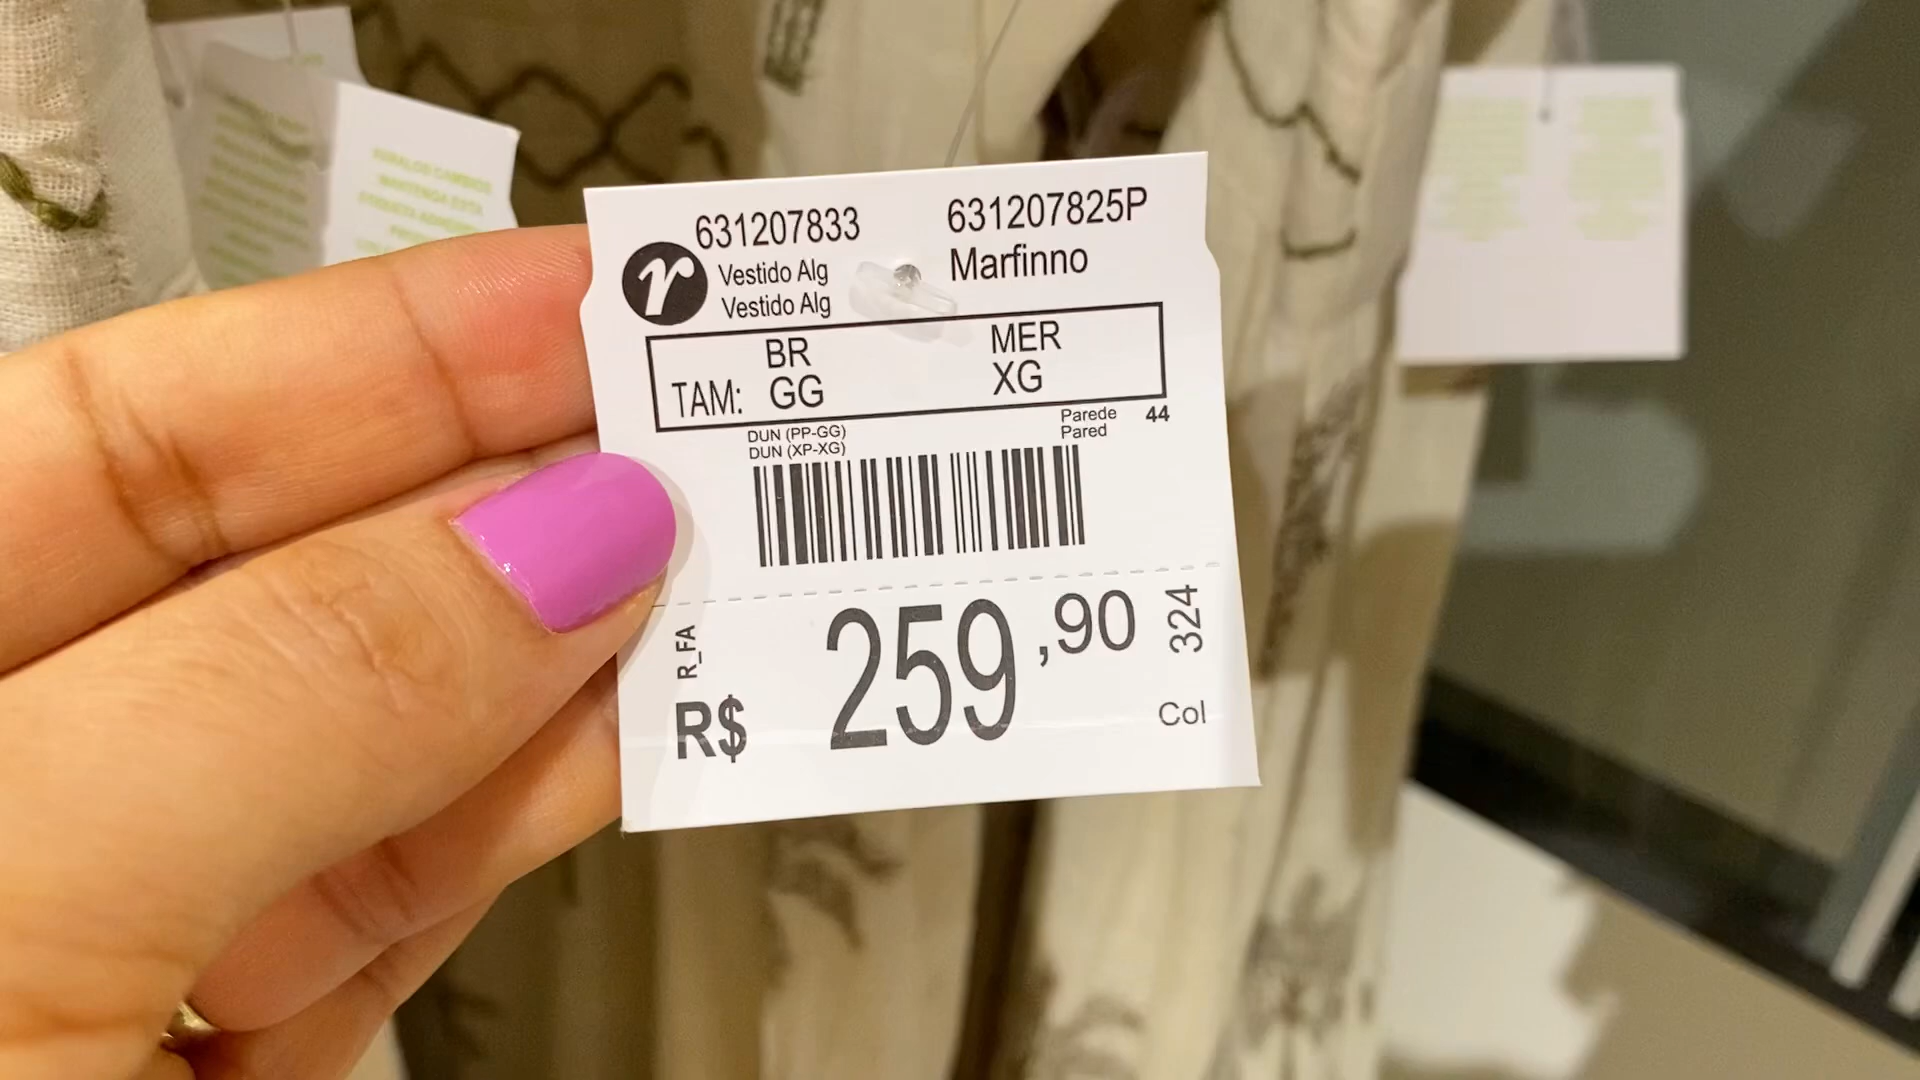 631207833
631207825P
r
Vestido Alg
Marfinno
Vestido Alg
BR
MER
TAM: GG
XG
DUN (PP-GG)
DUN (XP-XG)
Parede 44
Pared
R_FA
R$ 259,90
324
Col